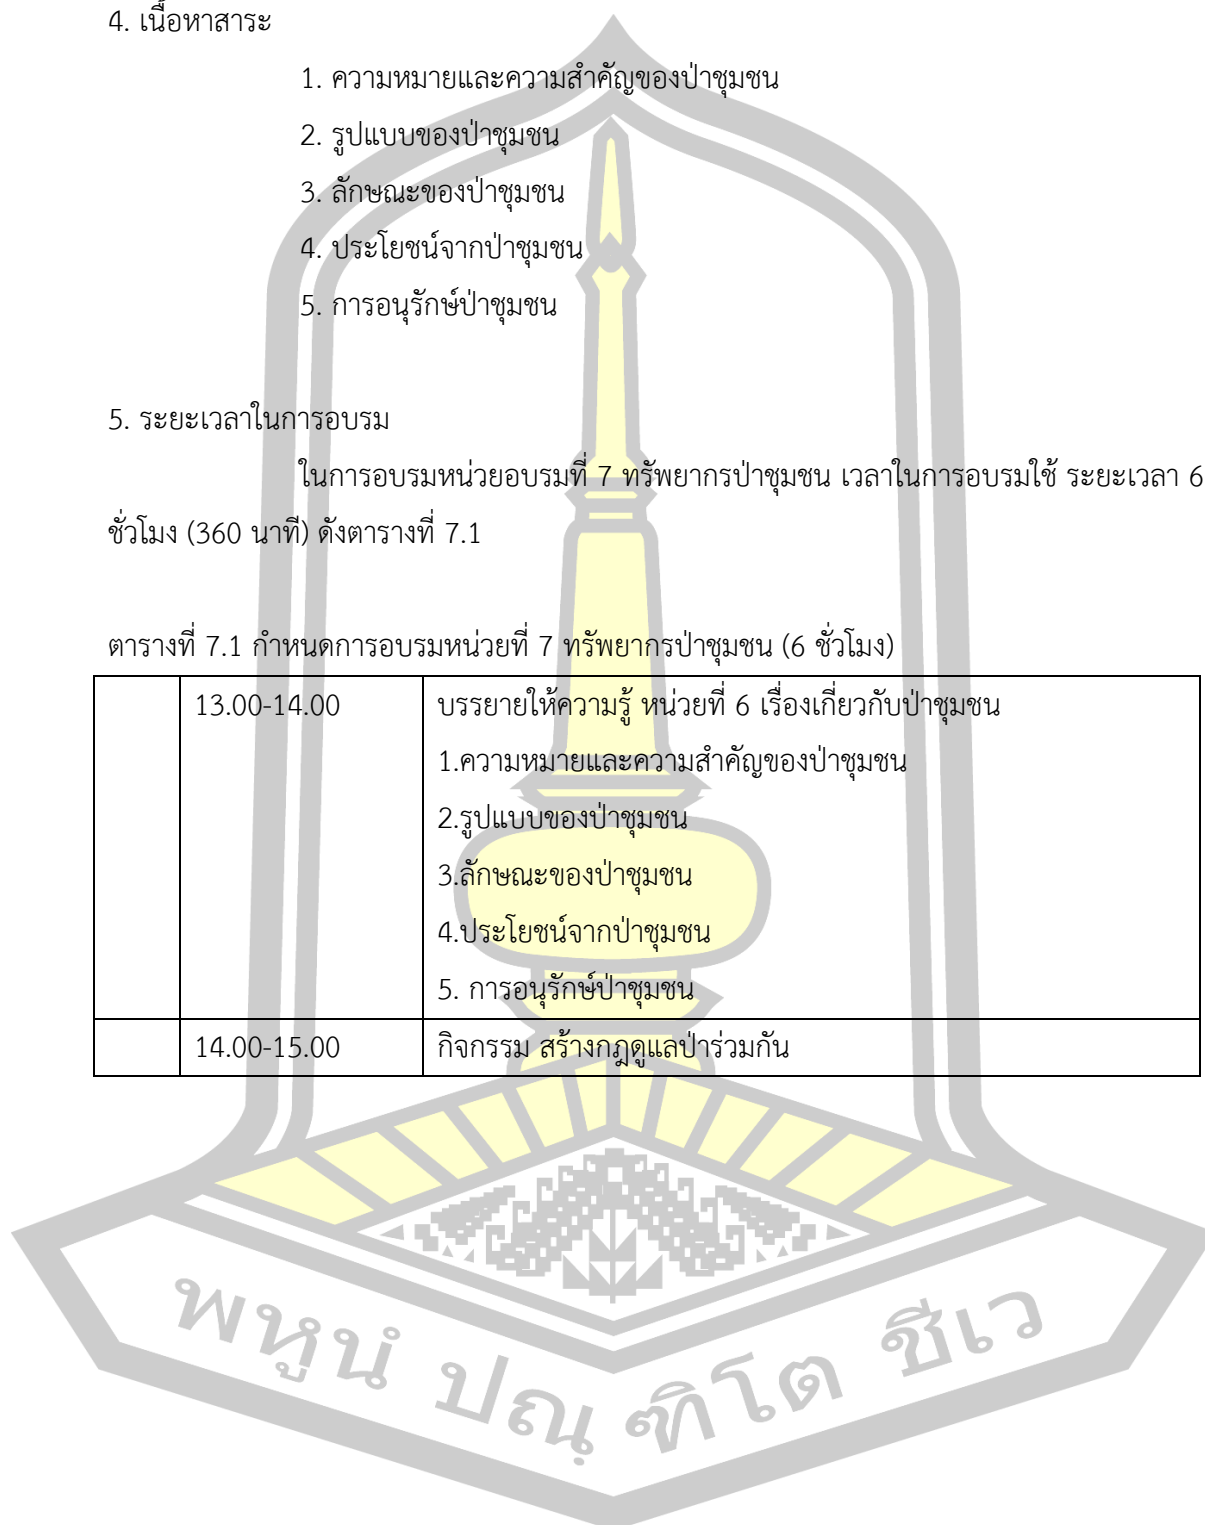 4. เนื้อหาสาระ
1. ความหมายและความสำคัญของป่าชุมชน
2. รูปแบบของป่าชุมชน
3. ลักษณะของป่าชุมชน
4. ประโยชน์จากป่าชุมชน
5. การอนุรักษ์ป่าชุมชน
5. ระยะเวลาในการอบรม
ในการอบรมหน่วยอบรมที่ 7 ทรัพยากรป่าชุมชน เวลาในการอบรมใช้ ระยะเวลา 6
ชั่วโมง (360 นาที) ดังตารางที่ 7.1
ตารางที่ 7.1 กำหนดการอบรมหน่วยที่ 7 ทรัพยากรป่าชุมชน (6 ชั่วโมง)
13.00-14.00 บรรยายให้ความรู้ หน่วยที่ 6 เรื่องเกี่ยวกับป่าชุมชน
1.ความหมายและความสำคัญของป่าชุมชน
2.รูปแบบของป่าชุมชน
3.ลักษณะของป่าชุมชน
4.ประโยชน์จากป่าชุมชน
5. การอนุรักษ์ป่าชุมชน
14.00-15.00 กิจกรรม สร้างกฎดูแลป่าร่วมกัน
พหูนํ ปณฺฑิโต ชีเว